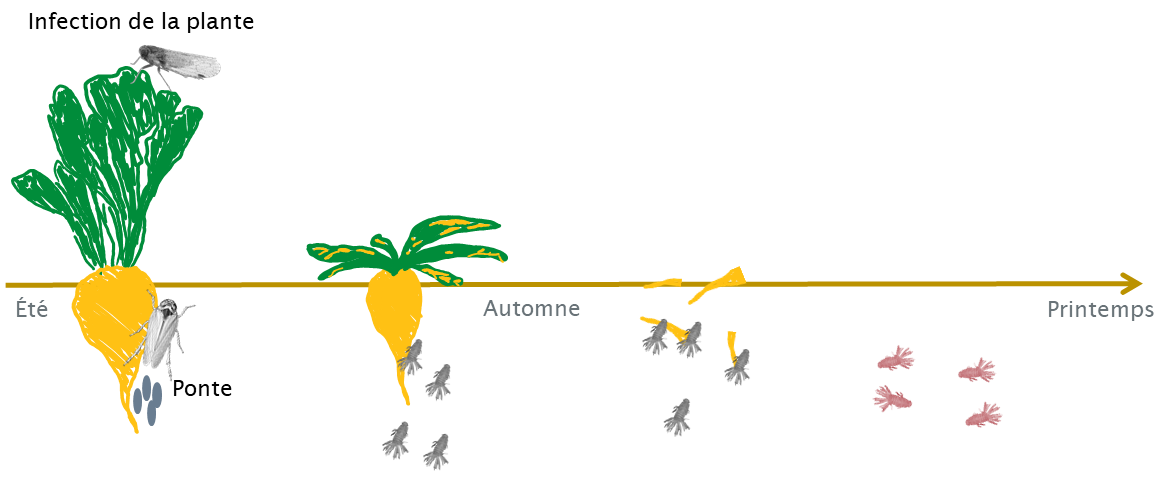 Infection de la plante
Été
Automne
Printemps
Ponte